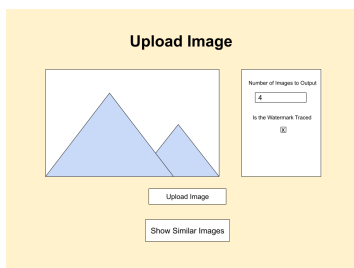 Upload Image
Number of Images to Output
4
Is the Watermark Traced
X
Upload Image
Show Similar Images